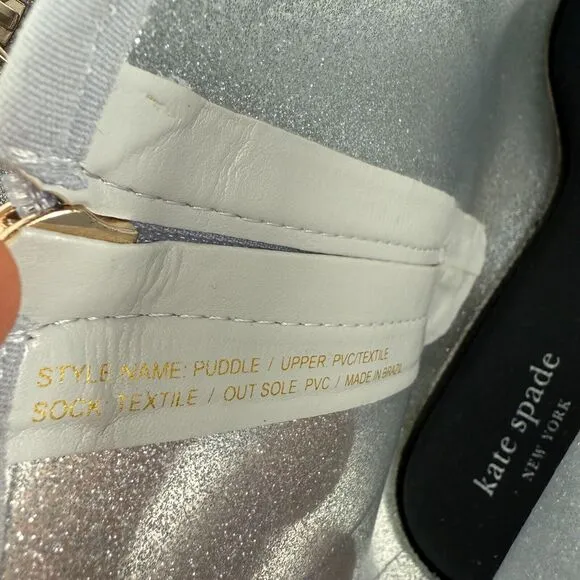 STYLE NAME: PUDDLE / UPPER PVC/TEXTILE
SOCK: TEXTILE / OUT SOLE PVC / MADE IN BRAZIL
kate spade
NEW YORK